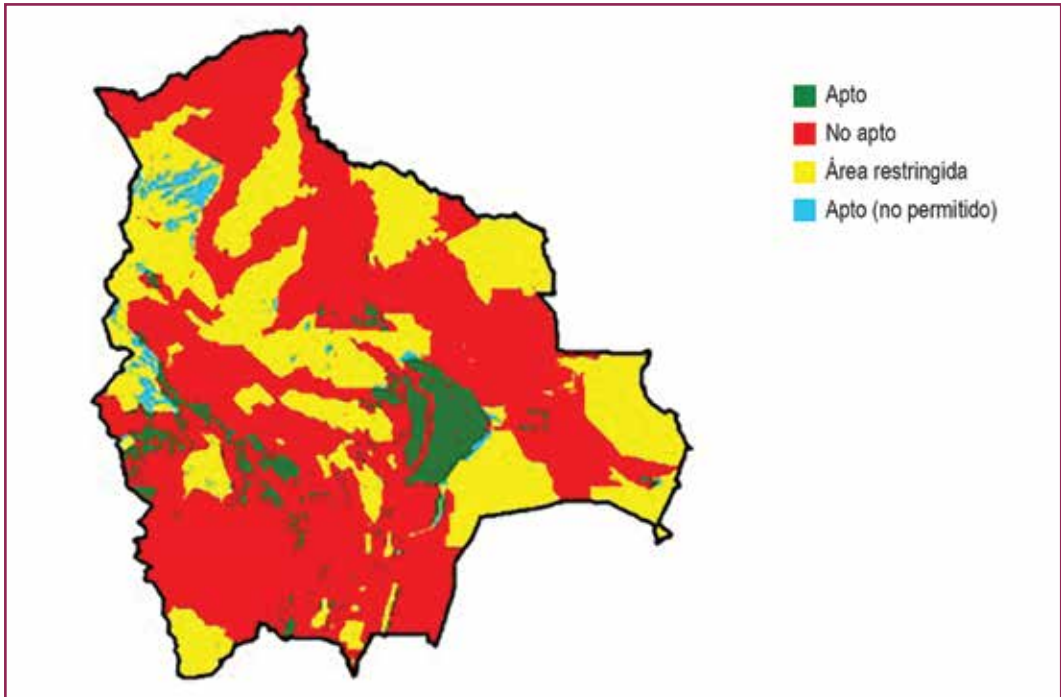 Apto
No apto
Área restringida
Apto (no permitido)